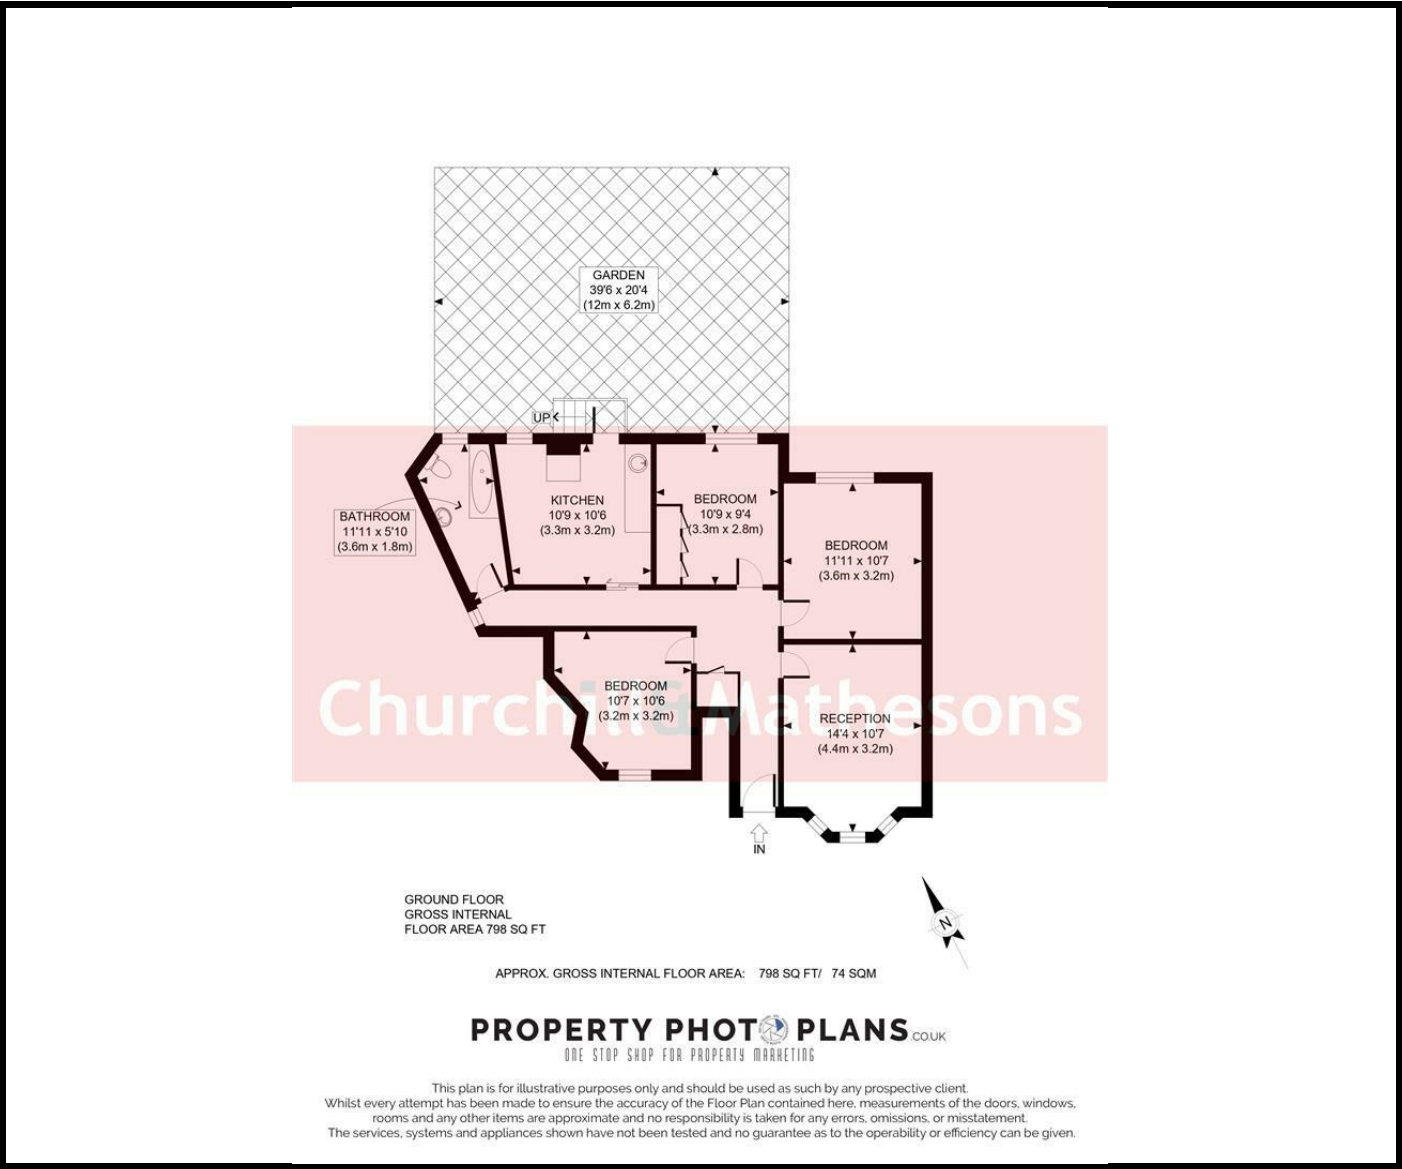 GARDEN
39'6 x 20'4
(12m x 6.2m)
UP
BATHROOM
11'11 x 5'10
(3.6m x 1.8m)
KITCHEN
10'9 x 10'6
(3.3m x 3.2m)
BEDROOM
10'9 x 9'4
(3.3m x 2.8m)
BEDROOM
11'11 x 10'7
(3.6m x 3.2m)
BEDROOM
10'7 x 10'6
(3.2m x 3.2m)
Churchill & Mathesons
RECEPTION
14'4 x 10'7
(4.4m x 3.2m)
IN
N
GROUND FLOOR
GROSS INTERNAL
FLOOR AREA 798 SQ FT
APPROX. GROSS INTERNAL FLOOR AREA: 798 SQ FT/ 74 SQM
PROPERTY PHOTO PLANS.CO.UK
ONE STOP SHOP FOR PROPERTY MARKETING
This plan is for illustrative purposes only and should be used as such by any prospective client.
Whilst every attempt has been made to ensure the accuracy of the Floor Plan contained here, measurements of the doors, windows,
rooms and any other items are approximate and no responsibility is taken for any errors, omissions, or misstatement.
The services, systems and appliances shown have not been tested and no guarantee as to the operability or efficiency can be given.